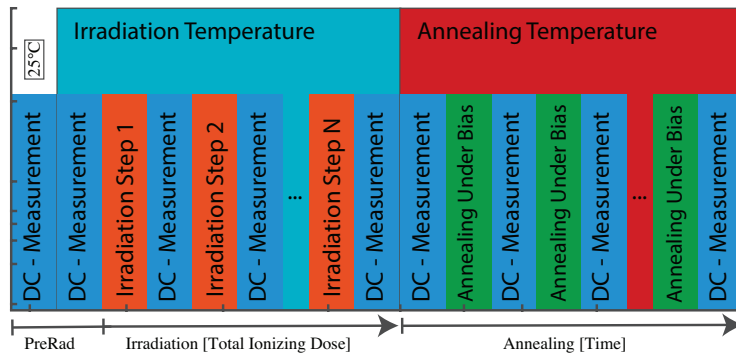 Irradiation Temperature
Annealing Temperature
25°C
DC - Measurement
DC - Measurement
Irradiation Step 1
DC - Measurement
Irradiation Step 2
DC - Measurement
...
Irradiation Step N
DC - Measurement
DC - Measurement
Annealing Under Bias
DC - Measurement
Annealing Under Bias
DC - Measurement
...
Annealing Under Bias
DC - Measurement
PreRad
Irradiation [Total Ionizing Dose]
Annealing [Time]